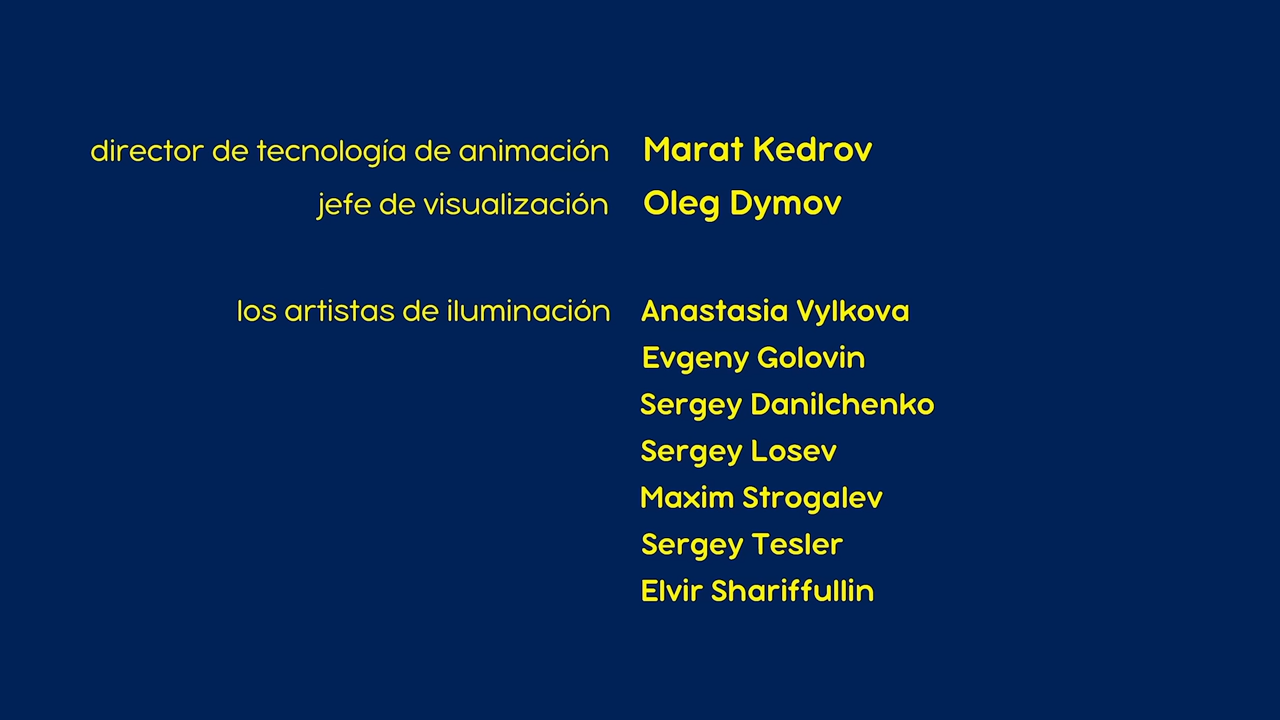 director de tecnología de animación Marat Kedrov
jefe de visualización Oleg Dymov
los artistas de iluminación Anastasia Vylkova
Evgeny Golovin
Sergey Danilchenko
Sergey Losev
Maxim Strogalev
Sergey Tesler
Elvir Shariffullin